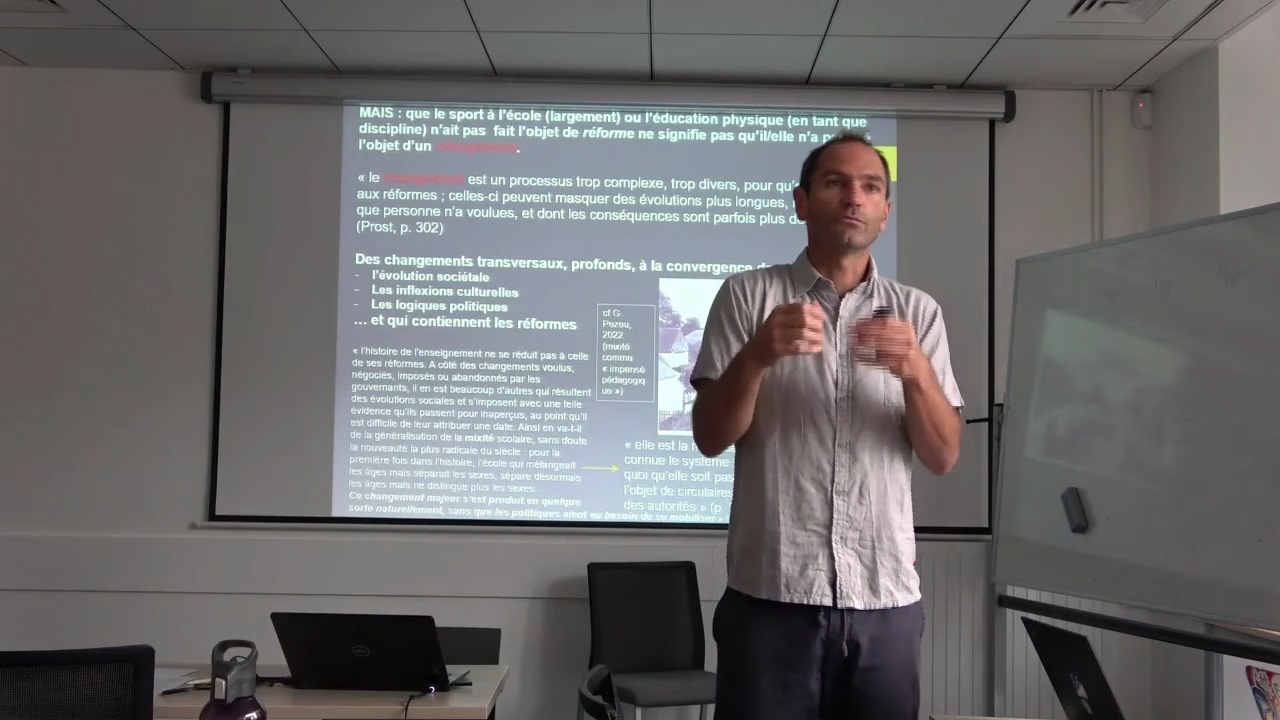 MAIS : que le sport à l'école (largement) ou l'éducation physique (en tant que
discipline) n'ait pas fait l'objet de réforme ne signifie pas qu'il/elle n'a
l'objet d'un changement.
« le changement est un processus trop complexe, trop divers, pour
aux réformes ; celles-ci peuvent masquer des évolutions plus longues,
que personne n'a voulues, et dont les conséquences sont parfois plus
(Prost, p. 302)
Des changements transversaux, profonds, à la convergence
- l'évolution sociétale
- Les inflexions culturelles
- Les logiques politiques
... et qui contiennent les réformes
cf G.
Pezeu,
2022
(mixité
comme
« impensé
pédagogiq
ue »)
« l'histoire de l'enseignement ne se réduit pas à celle
de ses réformes. A côté des changements voulus,
négociés, imposés ou abandonnés par les
gouvernants, il en est beaucoup d'autres qui résultent
des évolutions sociales et s'imposent avec une telle
évidence qu'ils passent pour inaperçus, au point qu'il
est difficile de leur attribuer une date. Ainsi en va-t-il
de la généralisation de la mixité scolaire, sans doute
la nouveauté la plus radicale du siècle : pour la
première fois dans l'histoire, l'école qui mélangeait
les âges mais séparait les sexes, sépare désormais
les âges mais ne distingue plus les sexes.
Ce changement majeur s'est produit en quelque
sorte naturellement, sans que les politiques aient eu besoin de se mobiliser »
« elle est la
connue le système
quoi qu'elle soit pas
l'objet de circulaires
des autorités » (p.
DELL